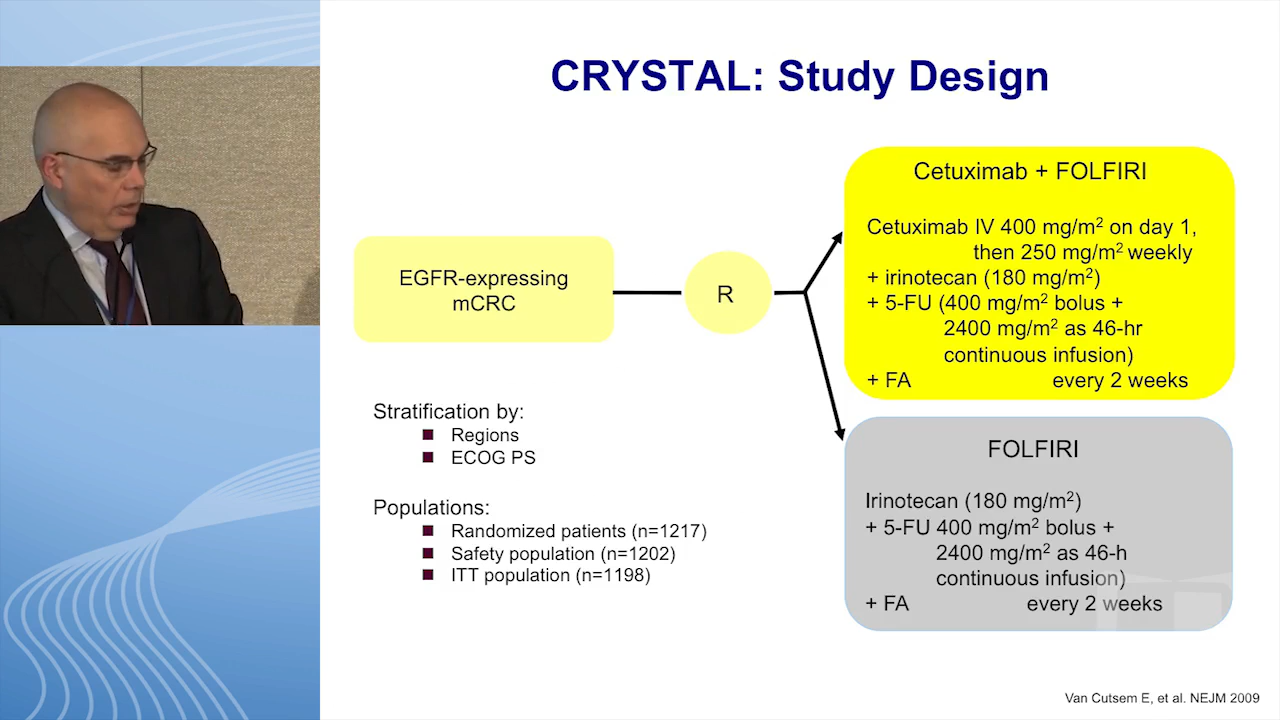 CRYSTAL: Study Design
EGFR-expressing
mCRC
R
Cetuximab + FOLFIRI
Cetuximab IV 400 mg/m² on day 1,
then 250 mg/m² weekly
+ irinotecan (180 mg/m²)
+ 5-FU (400 mg/m² bolus +
2400 mg/m² as 46-hr
continuous infusion)
+ FA every 2 weeks
Stratification by:
Regions
ECOG PS
Populations:
Randomized patients (n=1217)
Safety population (n=1202)
ITT population (n=1198)
FOLFIRI
Irinotecan (180 mg/m²)
+ 5-FU 400 mg/m² bolus +
2400 mg/m² as 46-h
continuous infusion)
+ FA every 2 weeks
Van Cutsem E, et al. NEJM 2009